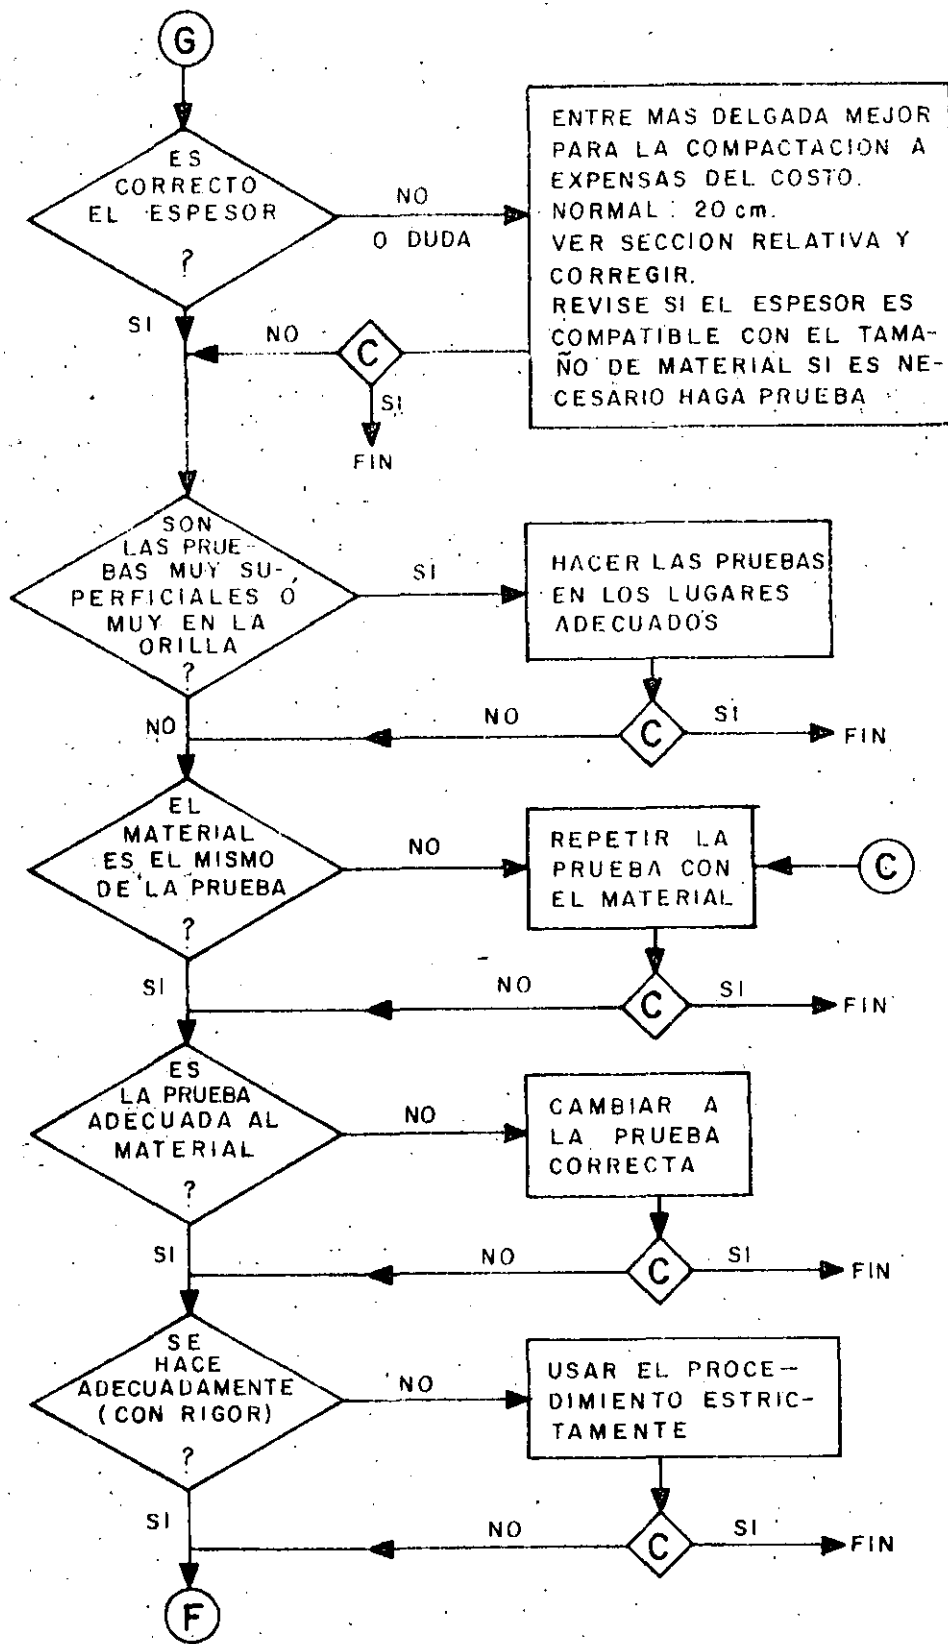 G
ES
CORRECTO
EL ESPESOR
?
NO
O DUDA
ENTRE MAS DELGADA MEJOR
PARA LA COMPACTACION A
EXPENSAS DEL COSTO.
NORMAL: 20 cm.
VER SECCION RELATIVA Y
CORREGIR.
REVISE SI EL ESPESOR ES
COMPATIBLE CON EL TAMA-
ÑO DE MATERIAL SI ES NE-
CESARIO HAGA PRUEBA
SI
NO
C
SI
FIN
SON
LAS PRUE-
BAS MUY SU-
PERFICIALES O
MUY EN LA
ORILLA
?
SI
HACER LAS PRUEBAS
EN LOS LUGARES
ADECUADOS
NO
NO
C
SI
FIN
EL
MATERIAL
ES EL MISMO
DE LA PRUEBA
?
NO
REPETIR LA
PRUEBA CON
EL MATERIAL
C
SI
NO
C
SI
FIN
ES
LA PRUEBA
ADECUADA AL
MATERIAL
?
NO
CAMBIAR A
LA PRUEBA
CORRECTA
SI
NO
C
SI
FIN
SE
HACE
ADECUADAMENTE
(CON RIGOR)
?
NO
USAR EL PROCE-
DIMIENTO ESTRIC-
TAMENTE
SI
NO
C
SI
FIN
F